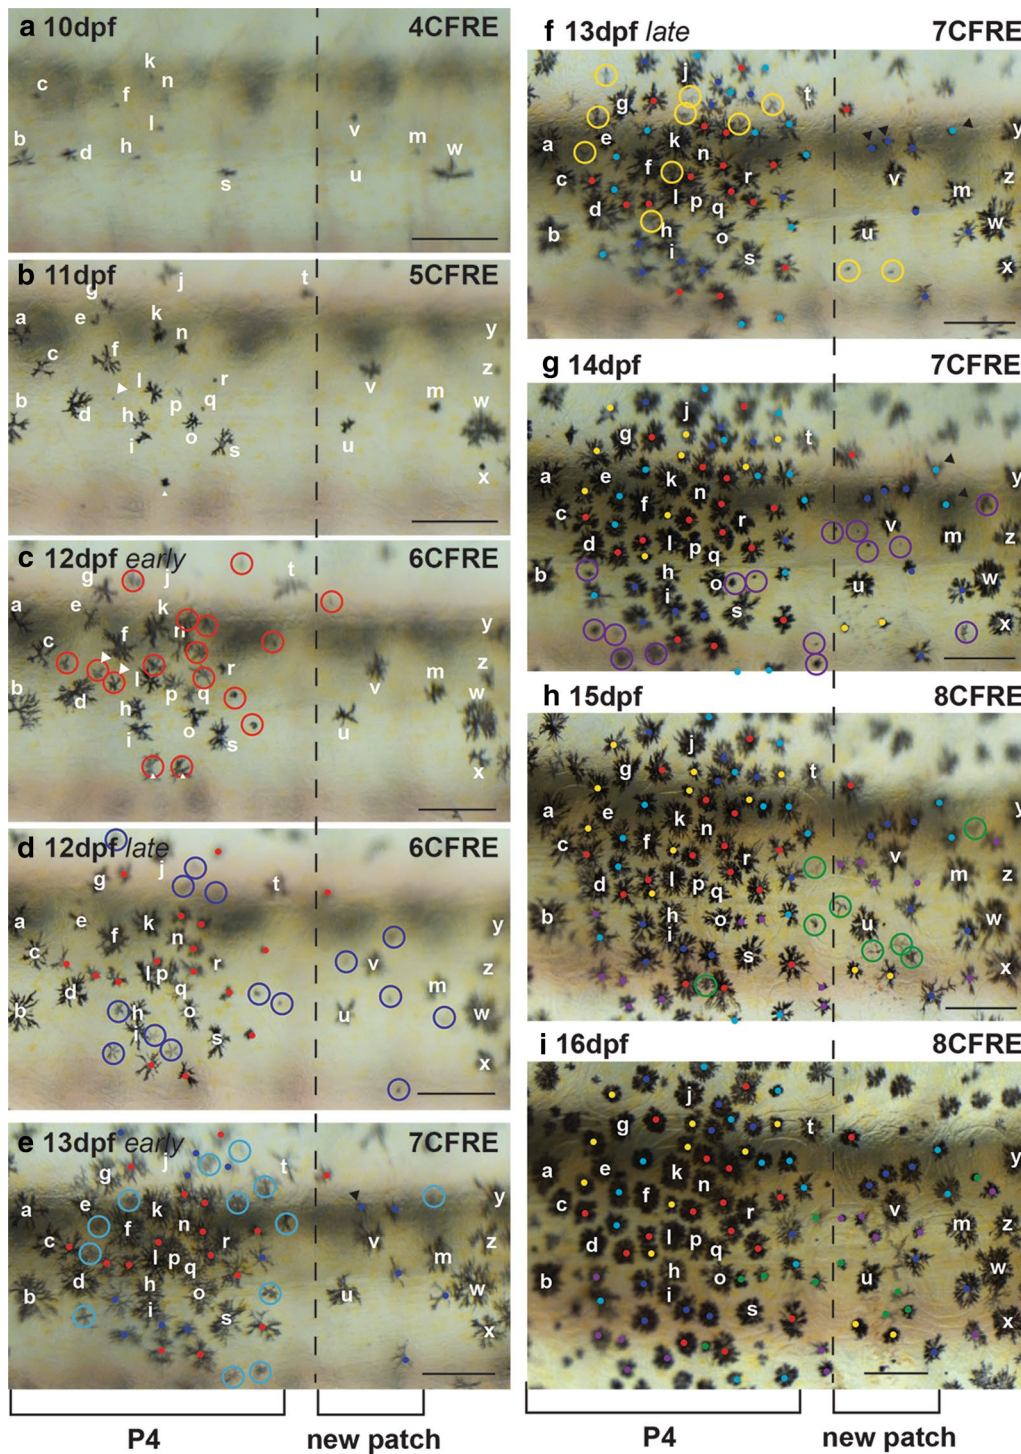 a 10dpf 4CFRE
k
c n
f
l v
b d h m w
u
s
b 11dpf 5CFRE
g j t
a e k n y
c f
l r v z
b d h p q m w
i o s u
x
c 12dpf early 6CFRE
g j t
a e k n y
c f
l r v z
b d h p q m w
i o s u
x
d 12dpf late 6CFRE
g j t
a e k n y
c f
d l p q r v z
b h o m w
i s u
x
e 13dpf early 7CFRE
g j t
a e k n y
c f l p q r v z
d h m
b i o s u w
x
P4 new patch
f 13dpf late 7CFRE
j
g t
a e k n y
c f r v z
d l p q m
b h o u w
i s x
g 14dpf 7CFRE
j
g t
a e k n y
c f r v
d l p q m z
b h o u w
i s x
h 15dpf 8CFRE
j
g t
a e k n y
c f r v
d l p q m z
b h o u w
i s x
i 16dpf 8CFRE
j
g t
a e k n y
c f r v
d l p q m z
b h o u w
i s x
P4 new patch